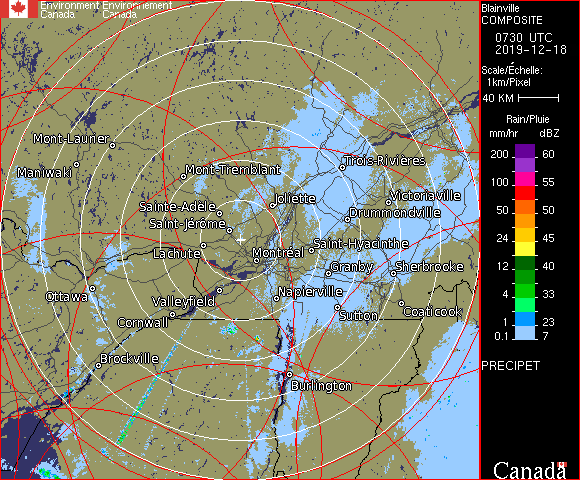 Environment Environnement
Canada Canada
Blainville
COMPOSITE
0730 UTC
2019-12-18
Scale/Échelle:
1km/Pixel
40 KM
Rain/Pluie
mm/hr dBZ
200 60
100 55
50 50
24 45
12 40
4 33
1 23
0.1 7
PRECIPET
Canada
Mont-Laurier
Maniwaki
Mont-Tremblant
Trois-Rivières
Joliette
Victoriaville
Sainte-Adele
Drummondville
Saint-Jérôme
Saint-Hyacinthe
Lachute
Montréal
Granby
Sherbrooke
Ottawa
Valleyfield
Napierville
Cornwall
Sutton
Coaticook
Brockville
Burlington